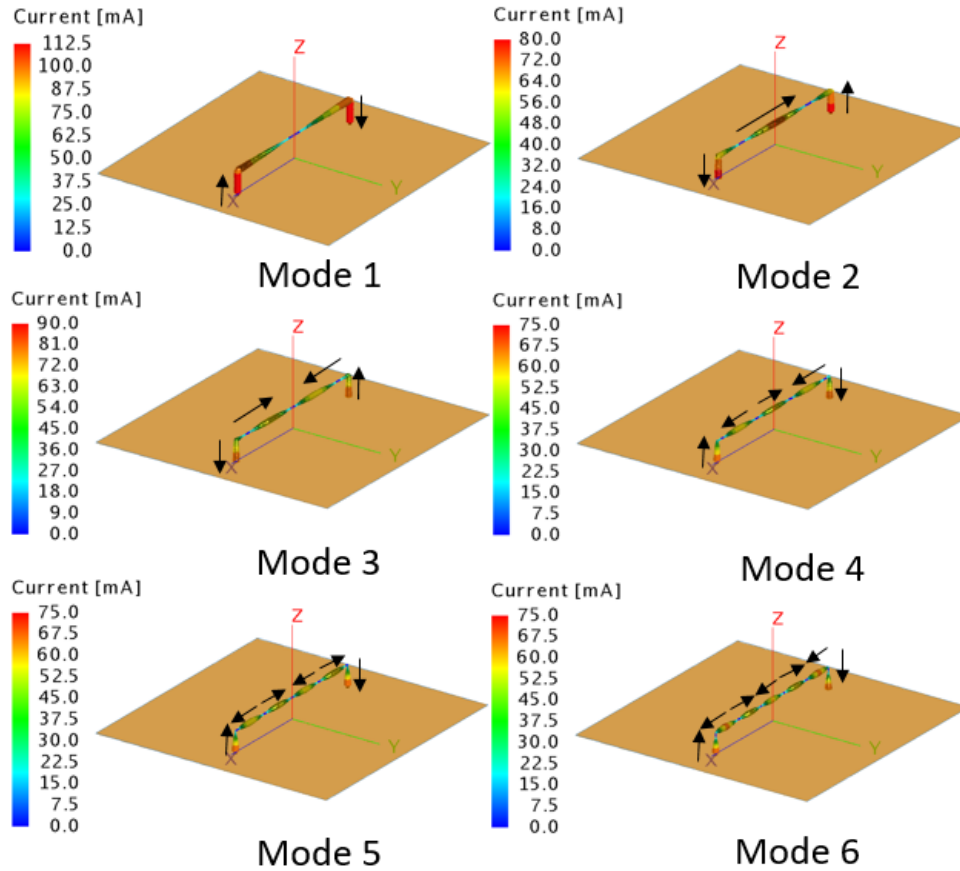 Current [mA]
112.5
100.0
87.5
75.0
62.5
50.0
37.5
25.0
12.5
0.0
Z
Y
X
Mode 1
Current [mA]
80.0
72.0
64.0
56.0
48.0
40.0
32.0
24.0
16.0
8.0
0.0
Z
Y
X
Mode 2
Current [mA]
90.0
81.0
72.0
63.0
54.0
45.0
36.0
27.0
18.0
9.0
0.0
Z
Y
X
Mode 3
Current [mA]
75.0
67.5
60.0
52.5
45.0
37.5
30.0
22.5
15.0
7.5
0.0
Z
Y
X
Mode 4
Current [mA]
75.0
67.5
60.0
52.5
45.0
37.5
30.0
22.5
15.0
7.5
0.0
Z
Y
X
Mode 5
Current [mA]
75.0
67.5
60.0
52.5
45.0
37.5
30.0
22.5
15.0
7.5
0.0
Z
Y
X
Mode 6